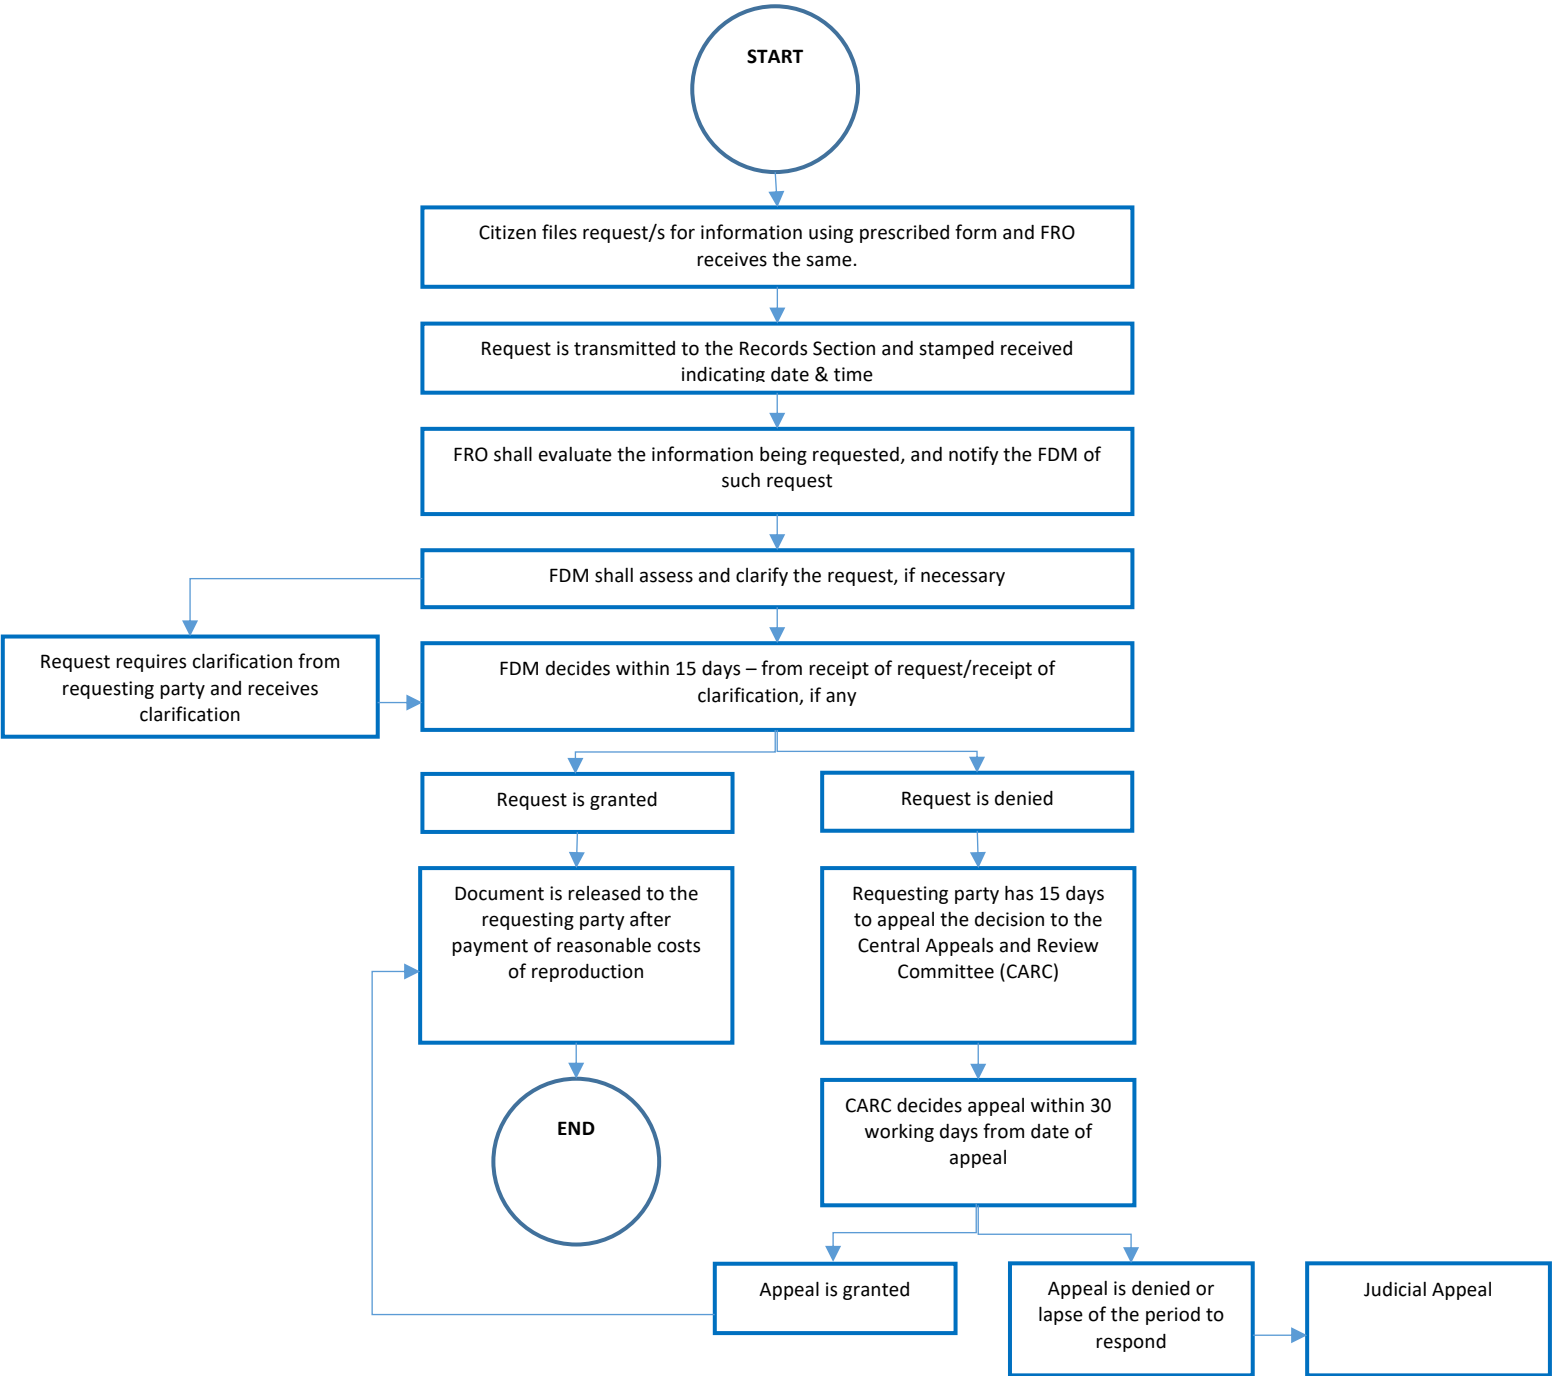 START
Citizen files request/s for information using prescribed form and FRO
receives the same.
Request is transmitted to the Records Section and stamped received
indicating date & time
FRO shall evaluate the information being requested, and notify the FDM of
such request
FDM shall assess and clarify the request, if necessary
Request requires clarification from
requesting party and receives
clarification
FDM decides within 15 days – from receipt of request/receipt of
clarification, if any
Request is granted
Request is denied
Document is released to the
requesting party after
payment of reasonable costs
of reproduction
Requesting party has 15 days
to appeal the decision to the
Central Appeals and Review
Committee (CARC)
END
CARC decides appeal within 30
working days from date of
appeal
Appeal is granted
Appeal is denied or
lapse of the period to
respond
Judicial Appeal